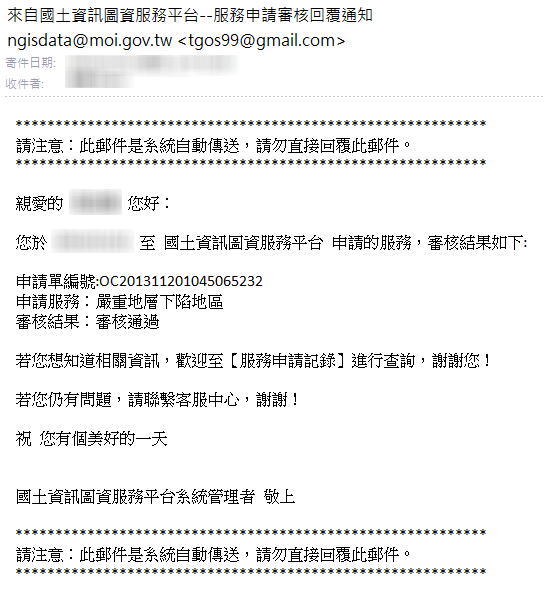 來自國土資訊圖資服務平台--服務申請審核回覆通知
ngisdata@moi.gov.tw <tgos99@gmail.com>
寄件日期:
收件者:
***********************************************************
請注意：此郵件是系統自動傳送，請勿直接回覆此郵件。
***********************************************************
親愛的 您好：
您於 至 國土資訊圖資服務平台 申請的服務，審核結果如下:
申請單編號:OC201311201045065232
申請服務：嚴重地層下陷地區
審核結果：審核通過
若您想知道相關資訊，歡迎至【服務申請記錄】進行查詢，謝謝您！
若您仍有問題，請聯繫客服中心，謝謝！
祝 您有個美好的一天
國土資訊圖資服務平台系統管理者 敬上
***********************************************************
請注意：此郵件是系統自動傳送，請勿直接回覆此郵件。
***********************************************************